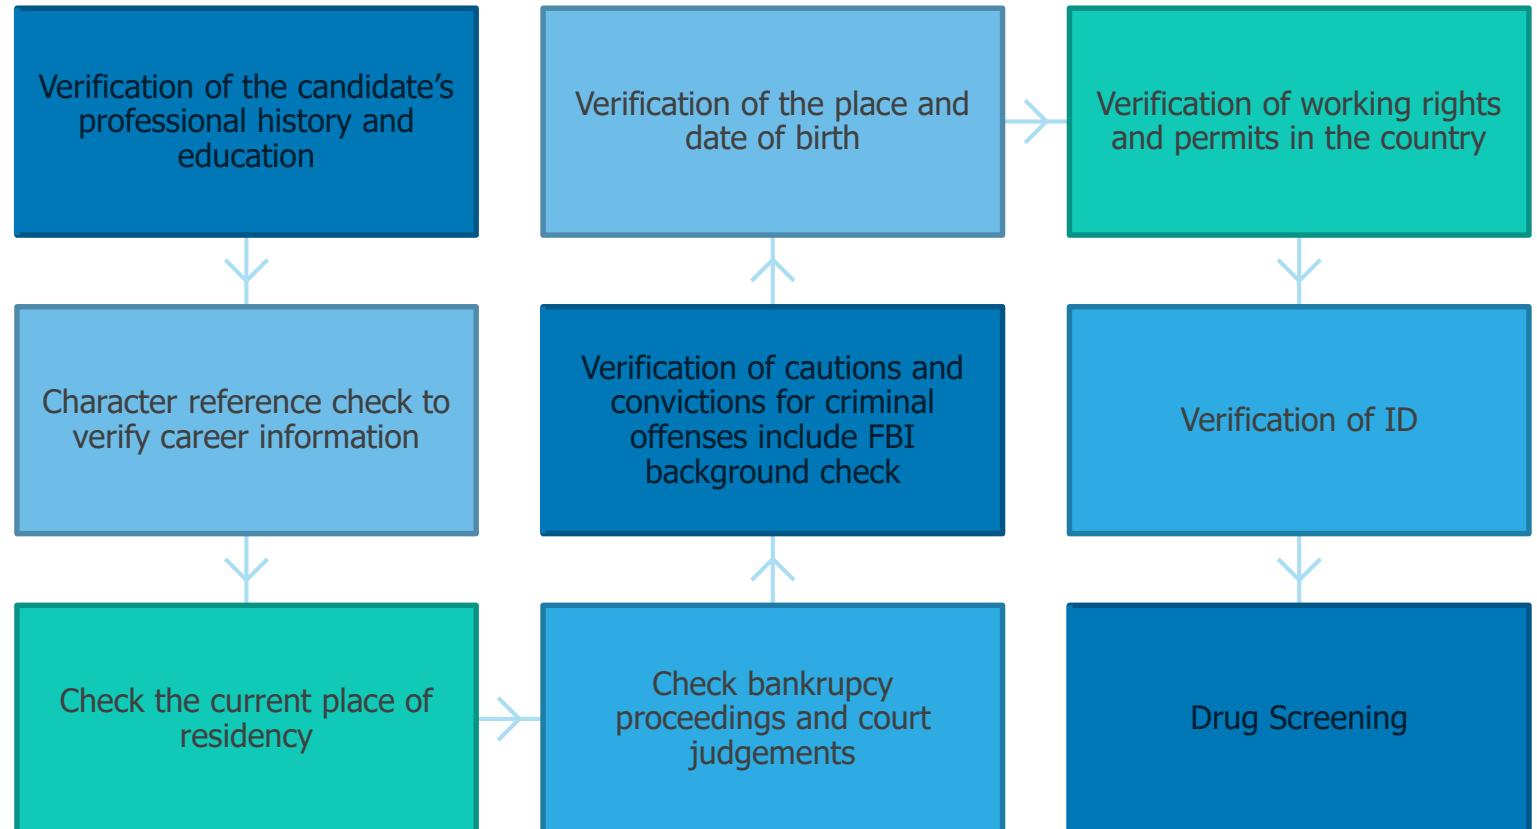 Verification of the candidate’s
professional history and
education
Character reference check to
verify career information
Check the current place of
residency
Check bankrupcy
proceedings and court
judgements
Verification of cautions and
convictions for criminal
offenses include FBI
background check
Verification of the place and
date of birth
Verification of working rights
and permits in the country
Verification of ID
Drug Screening